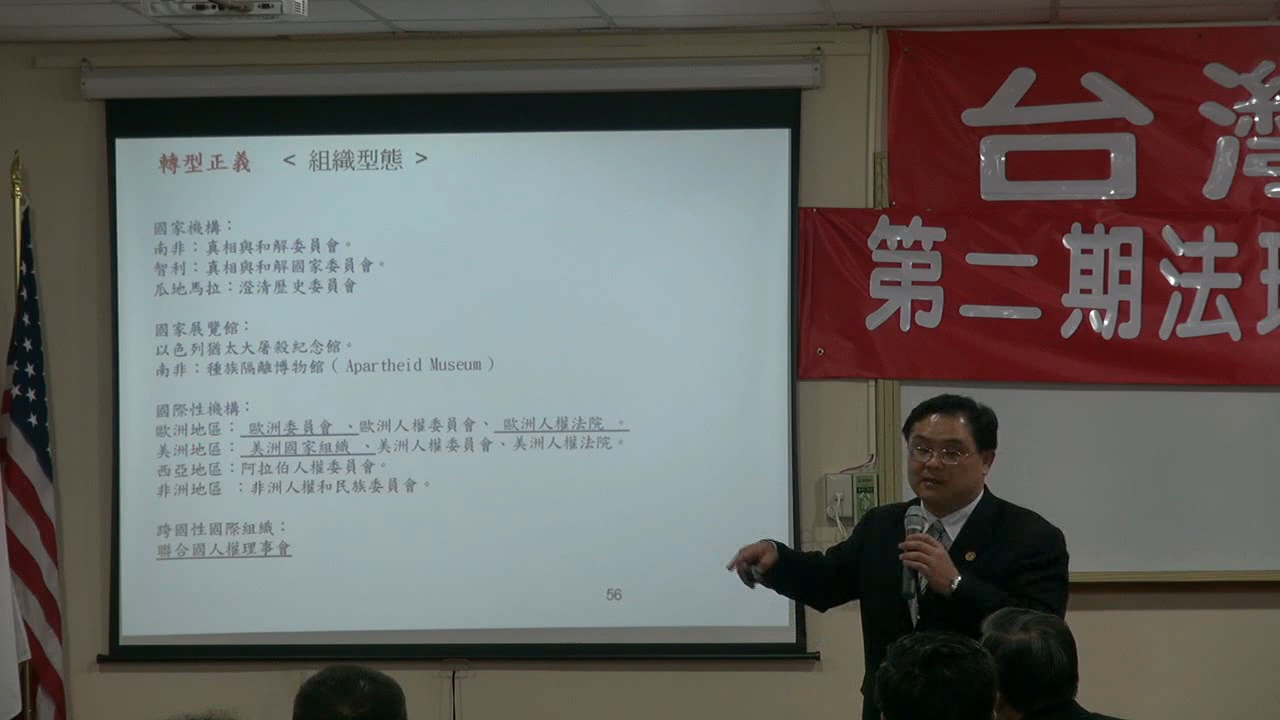 轉型正義 < 組織型態 >
國家機構：
南非：真相與和解委員會。
智利：真相與和解國家委員會。
瓜地馬拉：澄清歷史委員會
國家展覽館：
以色列猶太大屠殺紀念館。
南非：種族隔離博物館( Apartheid Museum )
國際性機構：
歐洲地區： 歐洲委員會 、歐洲人權委員會、 歐洲人權法院 。
美洲地區： 美洲國家組織 、美洲人權委員會、美洲人權法院。
西亞地區：阿拉伯人權委員會。
非洲地區 ：非洲人權和民族委員會。
跨國性國際組織：
聯合國人權理事會
56
台灣
第二期法理